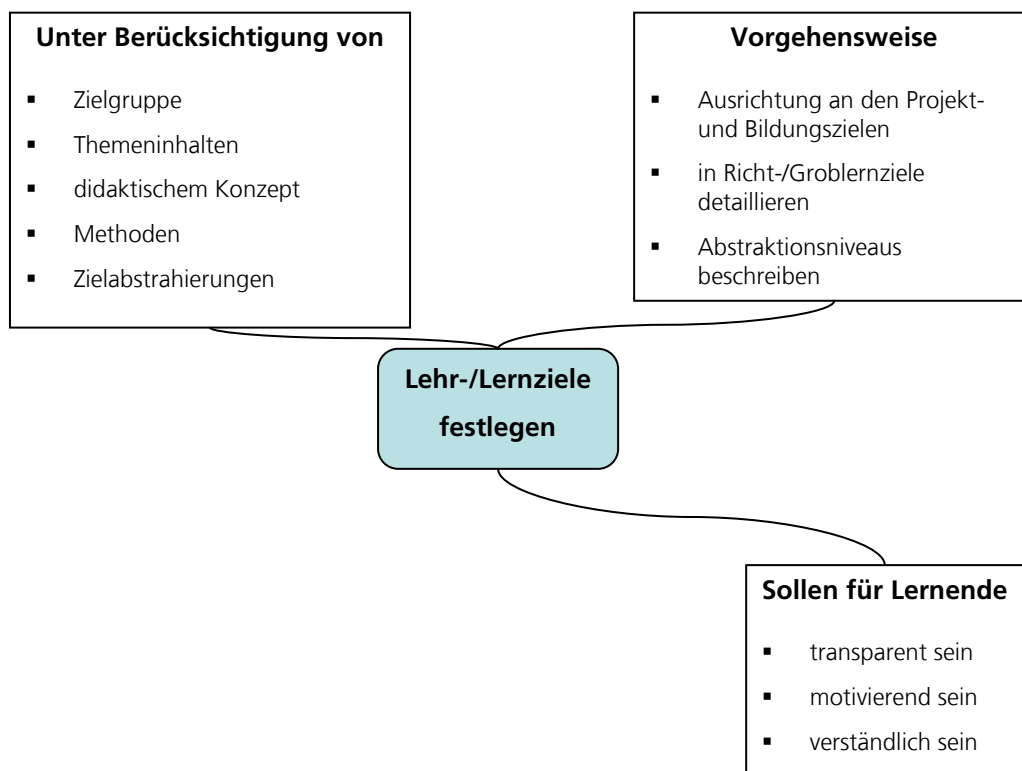 Unter Berücksichtigung von
▪ Zielgruppe
▪ Themeninhalten
▪ didaktischem Konzept
▪ Methoden
▪ Zielabstrahierungen
Vorgehensweise
▪ Ausrichtung an den Projekt-
und Bildungszielen
▪ in Richt-/Groblernziele
detaillieren
▪ Abstraktionsniveaus
beschreiben
Lehr-/Lernziele
festlegen
Sollen für Lernende
▪ transparent sein
▪ motivierend sein
▪ verständlich sein